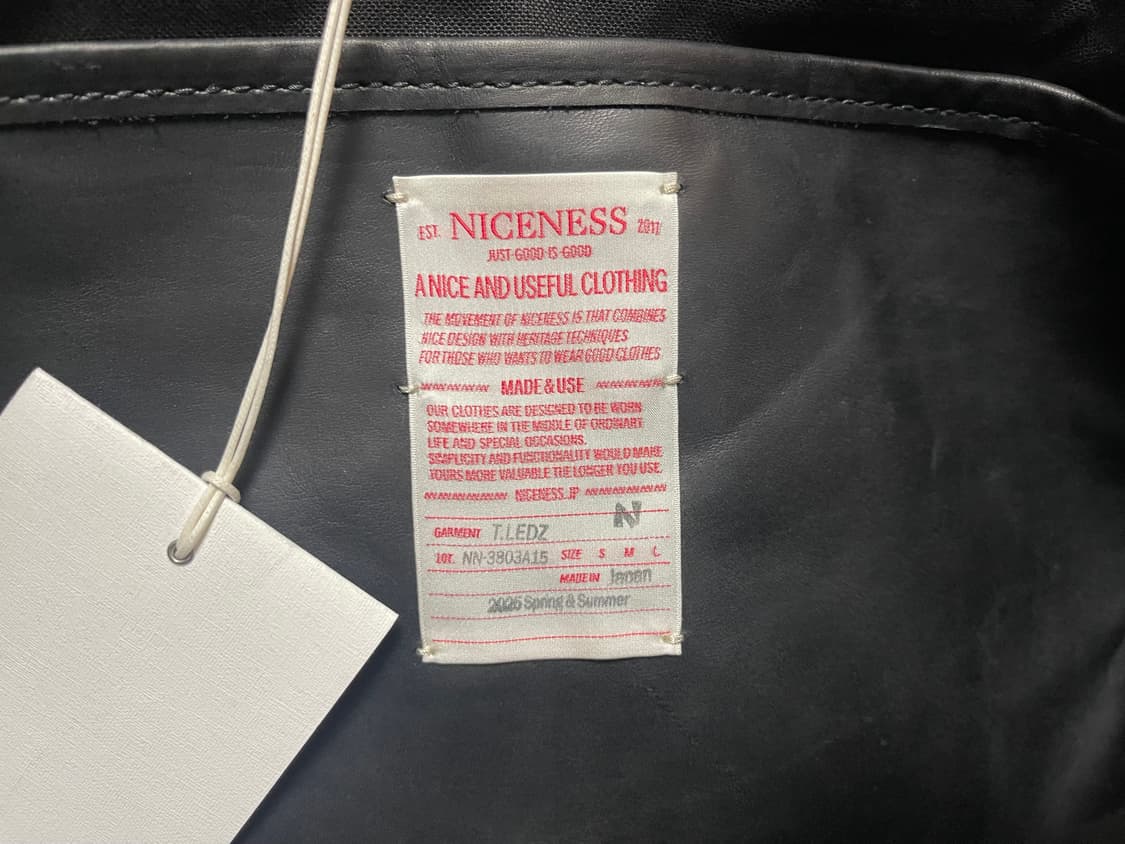 EST. NICENESS 2017
JUST GOOD IS GOOD
A NICE AND USEFUL CLOTHING
THE MOVEMENT OF NICENESS IS THAT COMBINES
NICE DESIGN WITH HERITAGE TECHNIQUES
FOR THOSE WHO WANTS TO WEAR GOOD CLOTHES
MADE & USE
OUR CLOTHES ARE DESIGNED TO BE WORN
SOMEWHERE IN THE MIDDLE OF ORDINARY
LIFE AND SPECIAL OCCASIONS.
SIMPLICITY AND FUNCTIONALITY WOULD MAKE
YOURS MORE VALUABLE THE LONGER YOU USE.
NICENESS.JP
N
GARMENT T.LEDZ
LOT. NN-3803A15 SIZE S M L
MADE IN Japan
Spring & Summer